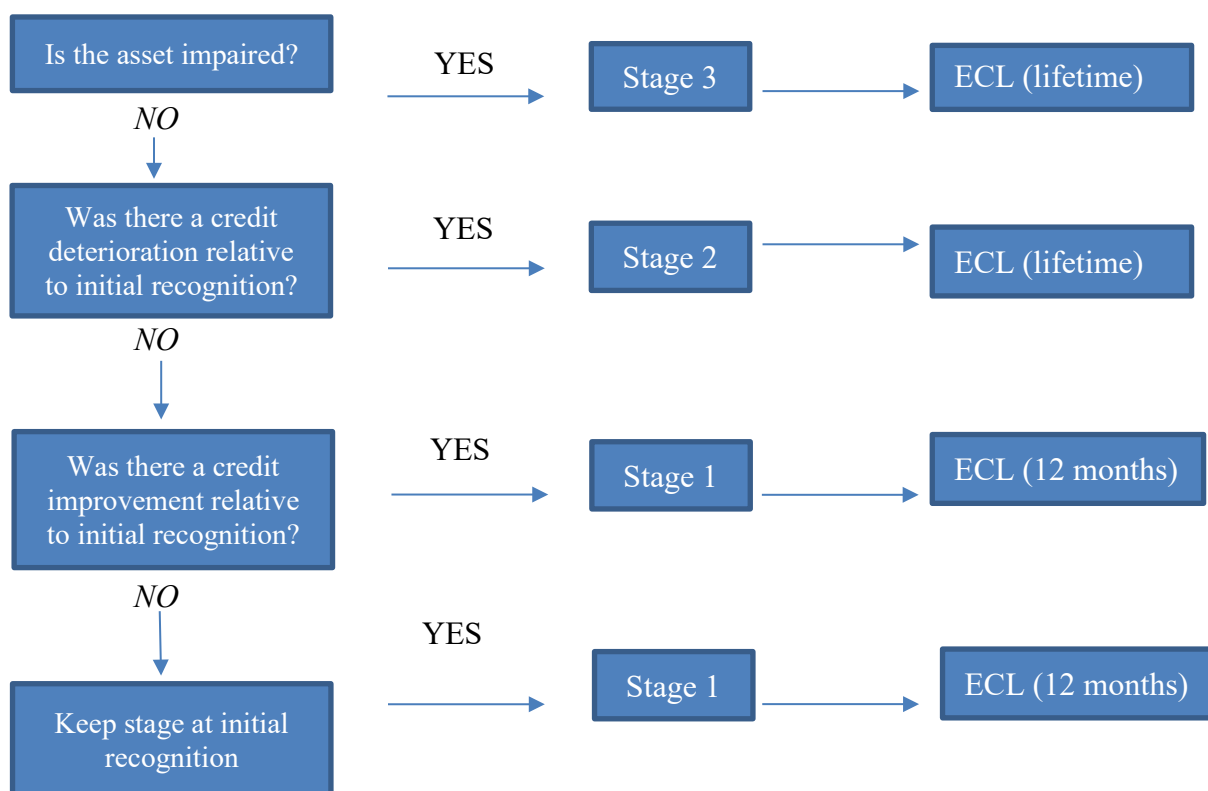 Is the asset impaired?
YES
Stage 3
ECL (lifetime)
NO
Was there a credit
deterioration relative
to initial recognition?
YES
Stage 2
ECL (lifetime)
NO
Was there a credit
improvement relative
to initial recognition?
YES
Stage 1
ECL (12 months)
NO
Keep stage at initial
recognition
YES
Stage 1
ECL (12 months)